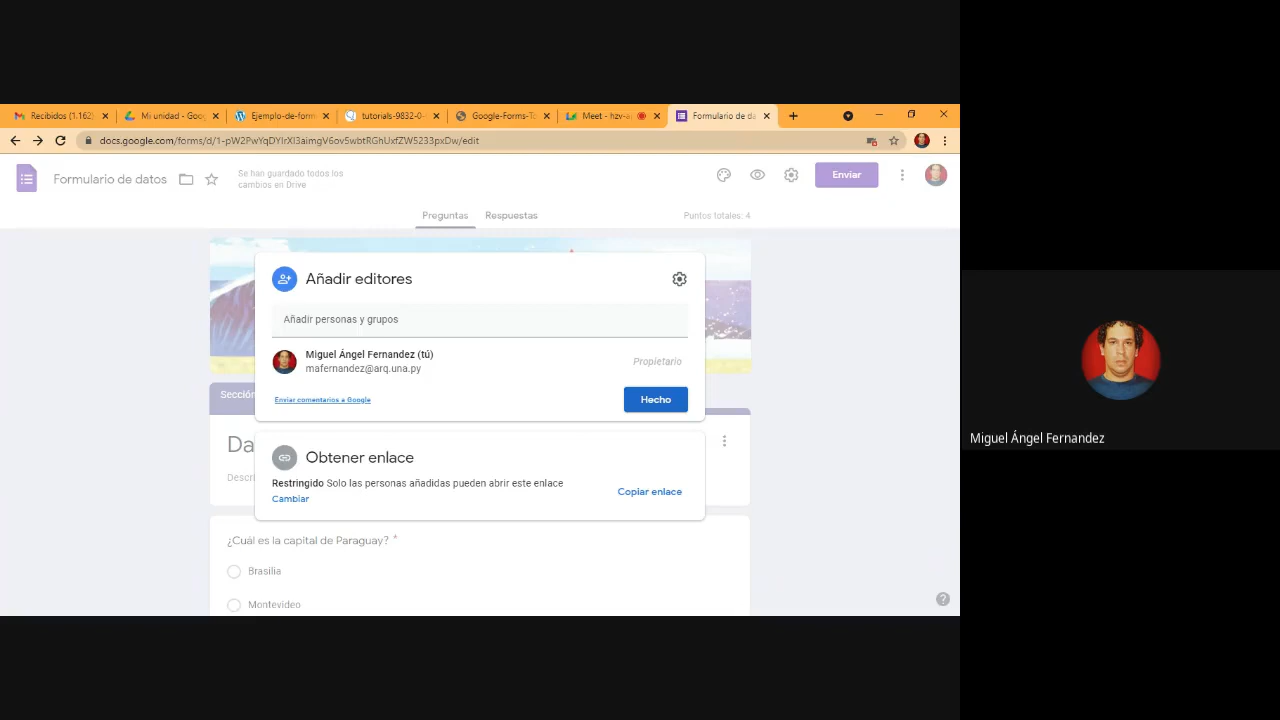 Recibidos (1.162)
Mi unidad - Goog
Ejemplo-de-form
tutorials-9832-0-
Google-Forms-T
Meet - hzv-a
Formulario de da
docs.google.com/forms/d/
/edit
Formulario de datos
Se han guardado todos los
cambios en Drive
Enviar
Preguntas
Respuestas
Puntos totales: 4
Añadir editores
Añadir personas y grupos
Miguel Ángel Fernandez (tú)
mafernandez@arq.una.py
Propietario
Enviar comentarios a Google
Hecho
Sección
Obtener enlace
Da
Descri
Restringido Solo las personas añadidas pueden abrir este enlace
Cambiar
Copiar enlace
¿Cuál es la capital de Paraguay? *
Brasilia
Montevideo
Miguel Ángel Fernandez